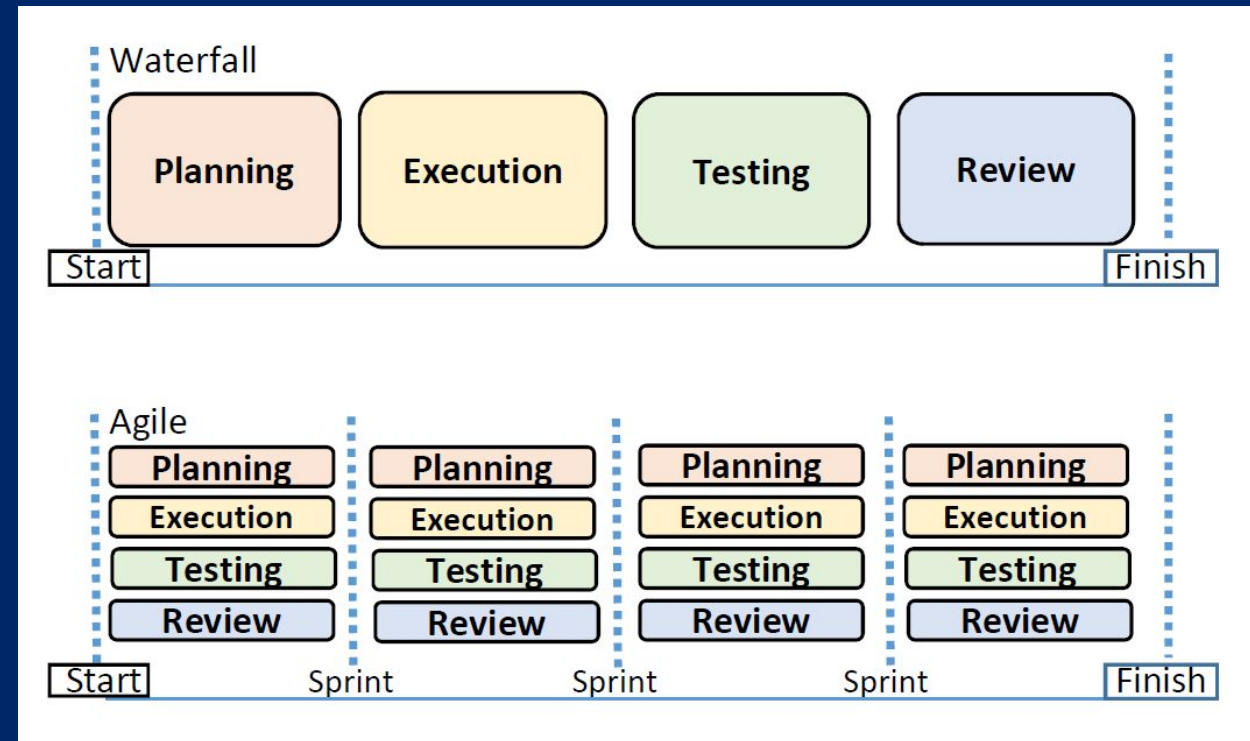 Waterfall
Planning Execution Testing Review
Start Finish
Agile
Planning Planning Planning Planning
Execution Execution Execution Execution
Testing Testing Testing Testing
Review Review Review Review
Start Sprint Sprint Sprint Finish